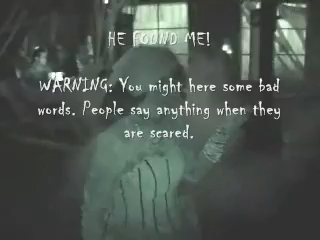 HE FOUND ME!
WARNING: You might here some bad
words. People say anything when they
are scared.